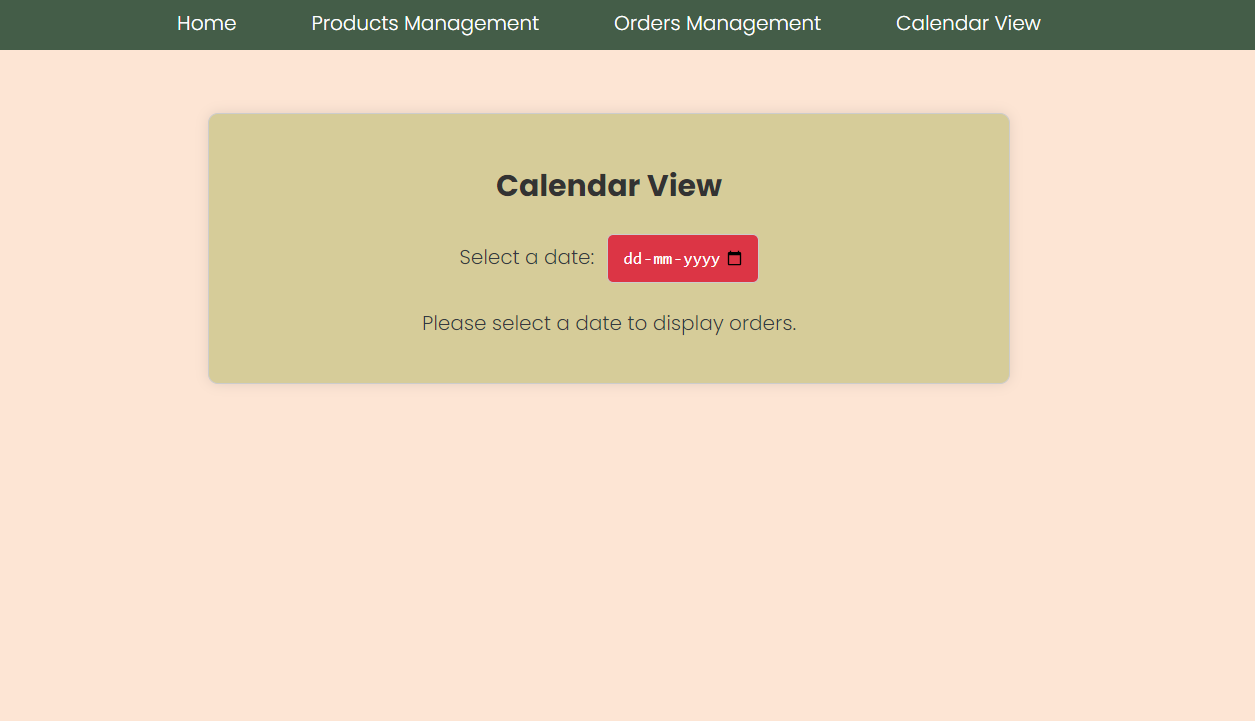 Home Products Management Orders Management Calendar View
Calendar View
Select a date: dd-mm-yyyy
Please select a date to display orders.